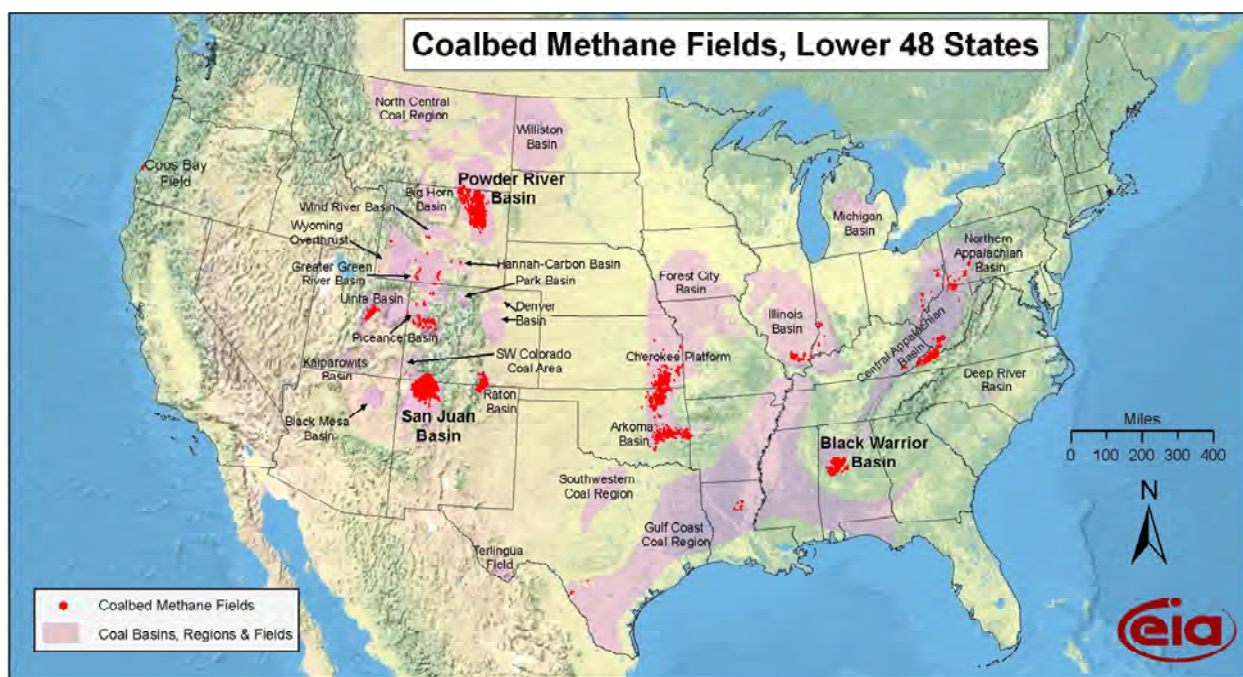 Coalbed Methane Fields, Lower 48 States
North Central
Coal Region
Williston
Basin
Coos Bay
Field
Powder River
Basin
Big Horn
Basin
Wind River Basin
Wyoming
Overthrust
Greater Green
River Basin
Hannah-Carbon Basin
Park Basin
Uinta Basin
Denver
Basin
Piceance Basin
Kaiparowits
Basin
SW Colorado
Coal Area
Black Mesa
Basin
San Juan
Basin
Raton
Basin
Forest City
Basin
Illinois
Basin
Michigan
Basin
Northern
Appalachian
Basin
Central Appalachian
Basin
Cherokee Platform
Deep River
Basin
Arkoma
Basin
Black Warrior
Basin
Southwestern
Coal Region
Gulf Coast
Coal Region
Terlingua
Field
Miles
0 100 200 300 400
N
Coalbed Methane Fields
Coal Basins, Regions & Fields
eia